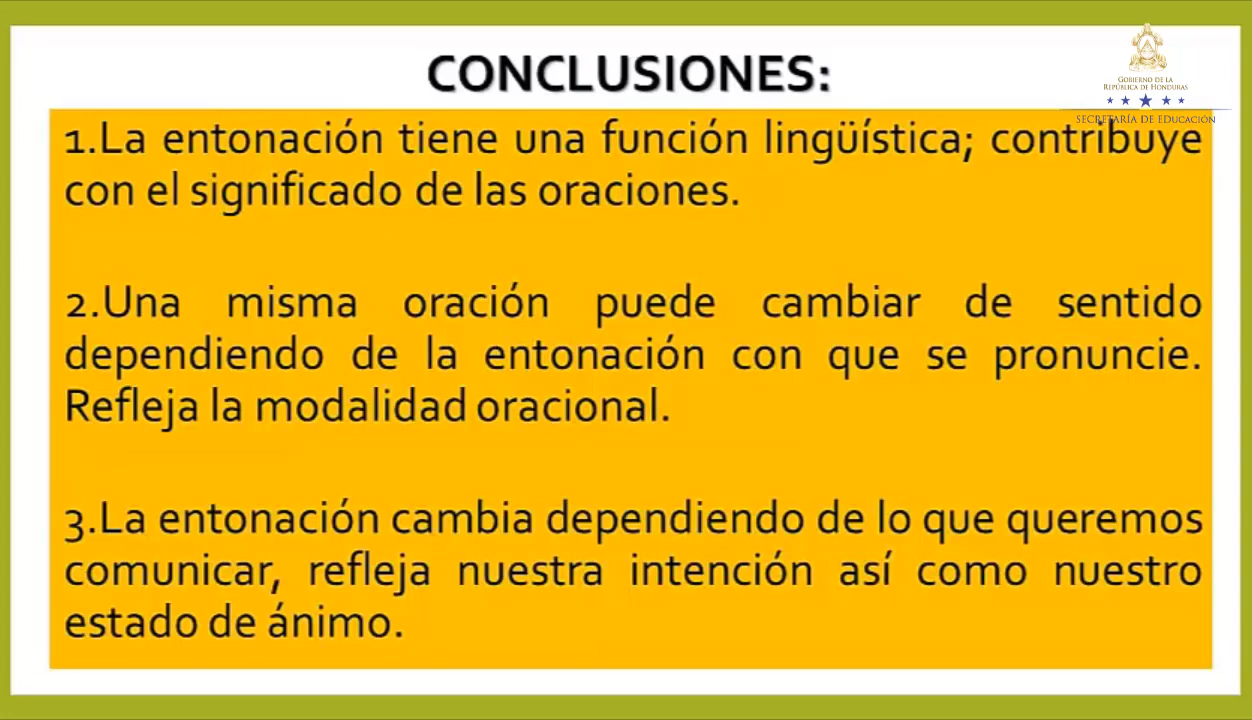 CONCLUSIONES:
GOBIERNO DE LA
REPÚBLICA DE HONDURAS
SECRETARÍA DE EDUCACIÓN
1.La entonación tiene una función lingüística; contribuye
con el significado de las oraciones.
2.Una misma oración puede cambiar de sentido
dependiendo de la entonación con que se pronuncie.
Refleja la modalidad oracional.
3.La entonación cambia dependiendo de lo que queremos
comunicar, refleja nuestra intención así como nuestro
estado de ánimo.